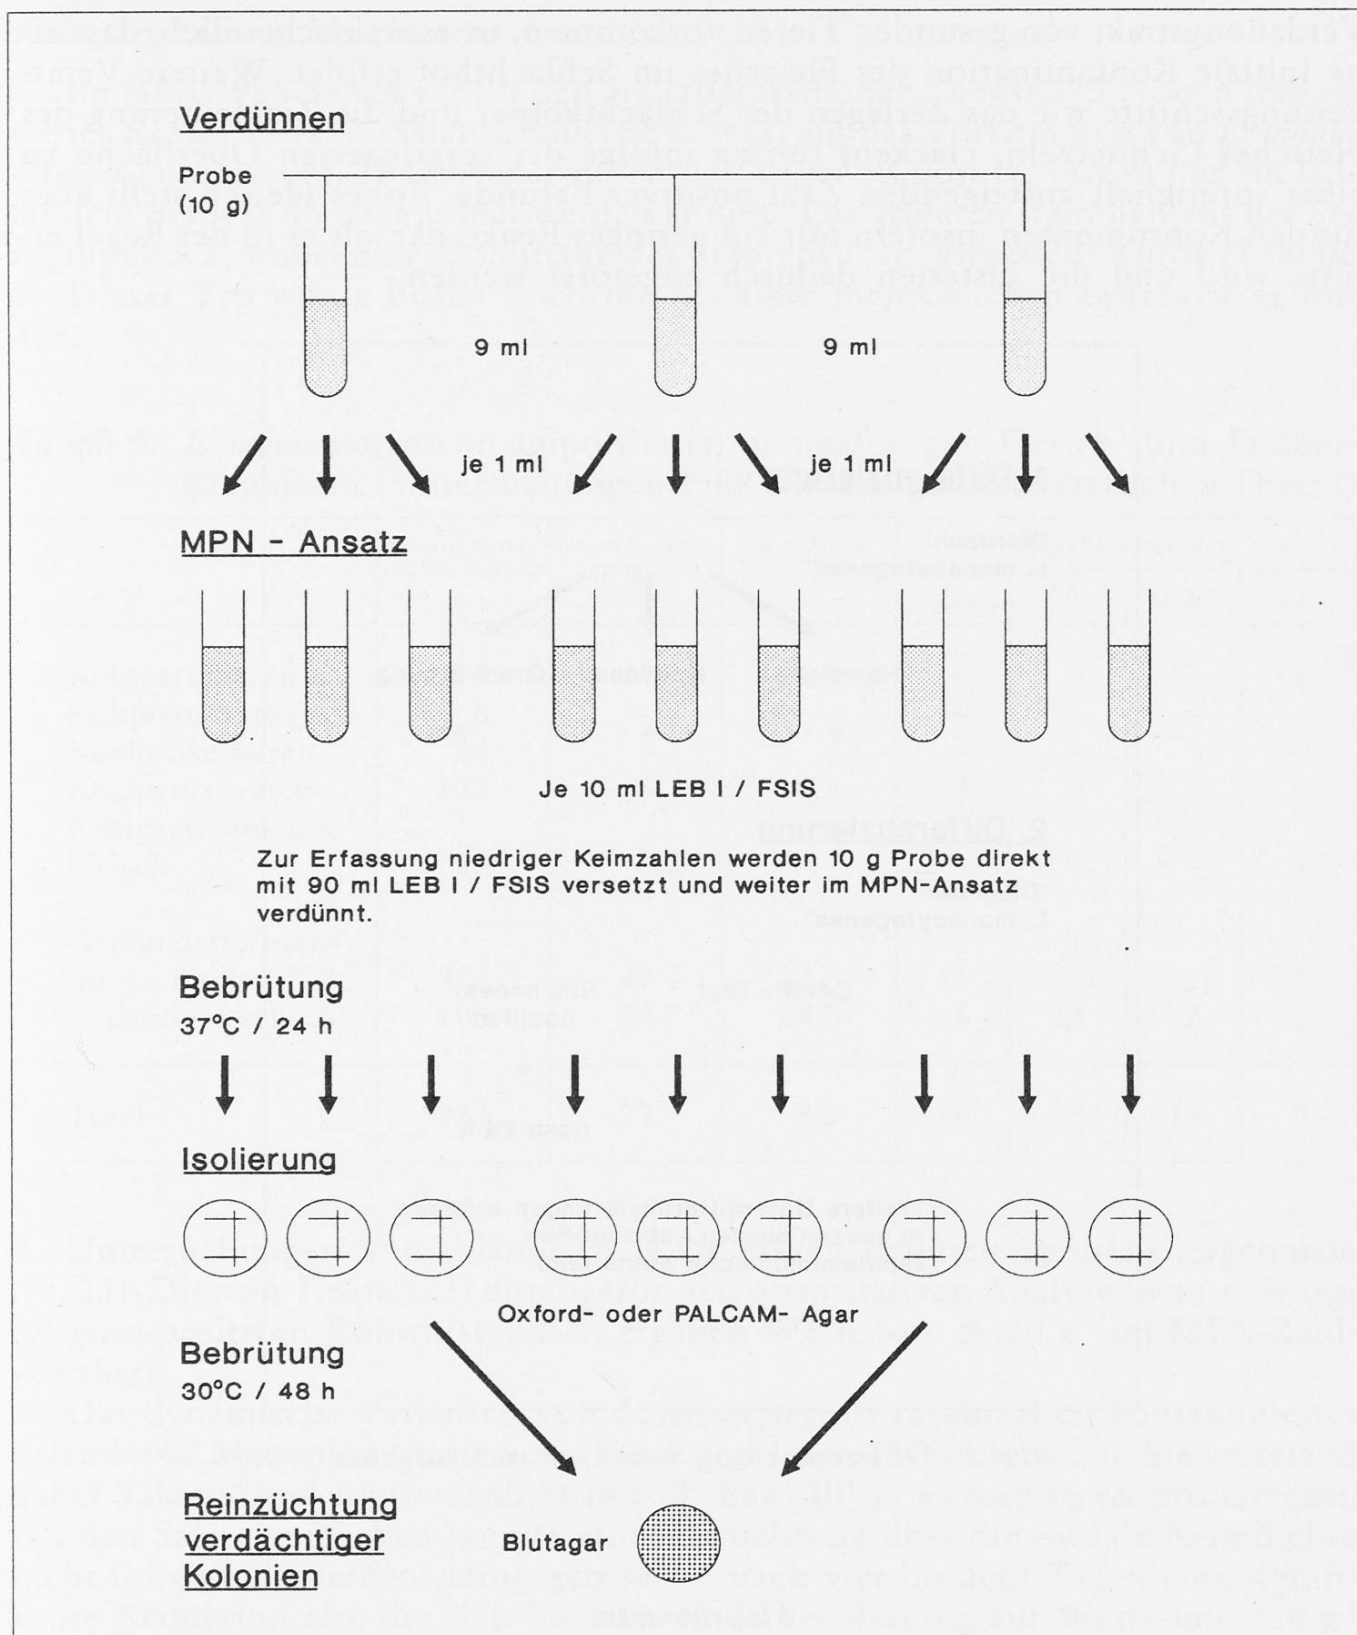 Verdünnen
Probe
(10 g)
9 ml
9 ml
je 1 ml
je 1 ml
MPN - Ansatz
Je 10 ml LEB I / FSIS
Zur Erfassung niedriger Keimzahlen werden 10 g Probe direkt
mit 90 ml LEB I / FSIS versetzt und weiter im MPN-Ansatz
verdünnt.
Bebrütung
37°C / 24 h
Isolierung
Oxford- oder PALCAM- Agar
Bebrütung
30°C / 48 h
Reinzüchtung
verdächtiger
Kolonien
Blutagar